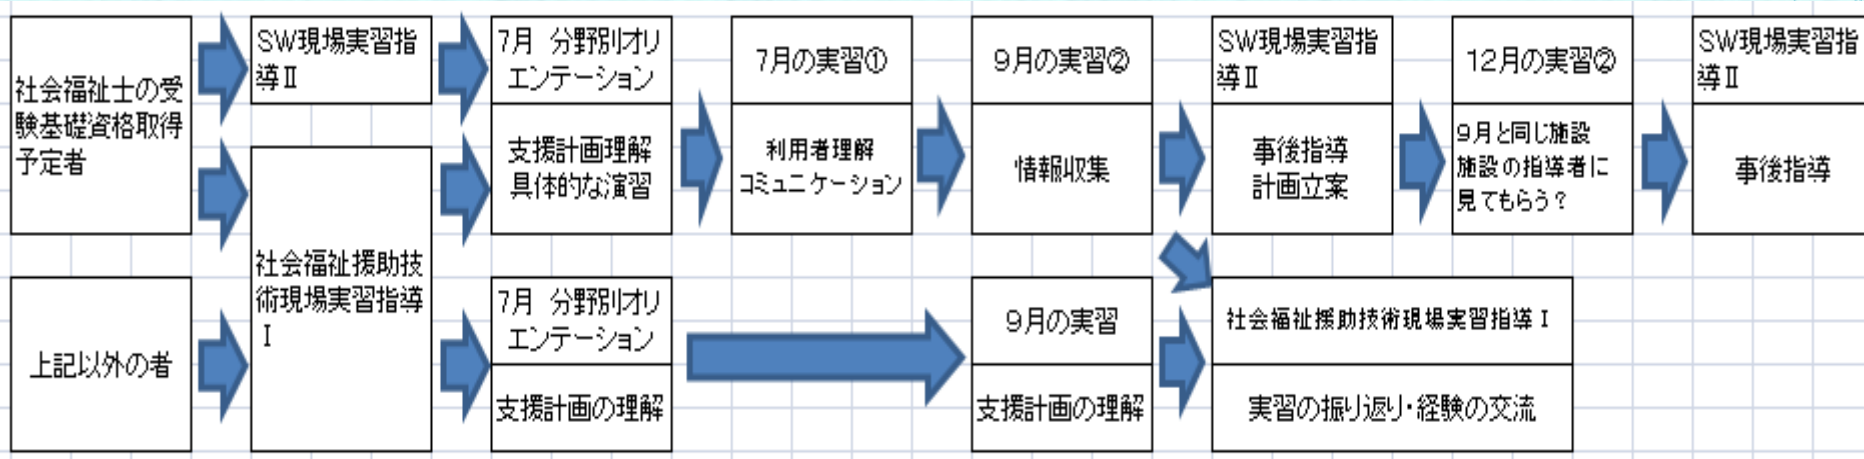 社会福祉士の受
験基礎資格取得
予定者
SW現場実習指
導Ⅱ
7月　分野別オリ
エンテーション
支援計画理解
具体的な演習
7月の実習①
利用者理解
コミュニケーション
9月の実習②
情報収集
SW現場実習指
導Ⅱ
事後指導
計画立案
12月の実習②
9月と同じ施設
施設の指導者に
見てもらう？
SW現場実習指
導Ⅱ
事後指導
社会福祉援助技
術現場実習指導
Ⅰ
上記以外の者
7月　分野別オリ
エンテーション
支援計画の理解
9月の実習
支援計画の理解
社会福祉援助技術現場実習指導Ⅰ
実習の振り返り・経験の交流